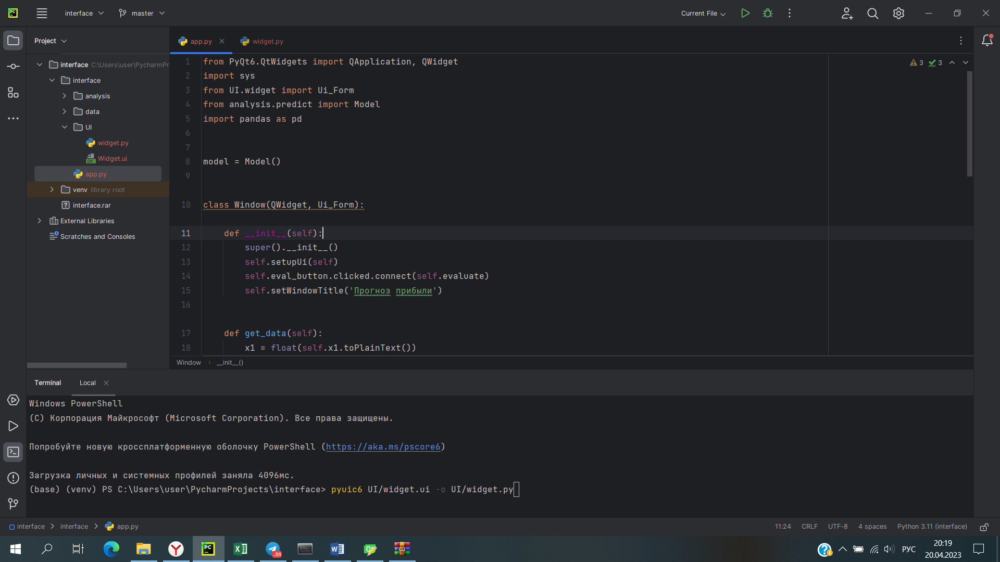 PC
interface
master
Current File
Project
interface C:\Users\user\PycharmPr
interface
analysis
data
UI
widget.py
Widget.ui
app.py
venv library root
interface.rar
External Libraries
Scratches and Consoles
app.py
widget.py
3 3
1 from PyQt6.QtWidgets import QApplication, QWidget
2 import sys
3 from UI.widget import Ui_Form
4 from analysis.predict import Model
5 import pandas as pd
6
7
8 model = Model()
9
10 class Window(QWidget, Ui_Form):
11 def __init__(self):
12 super().__init__()
13 self.setupUi(self)
14 self.eval_button.clicked.connect(self.evaluate)
15 self.setWindowTitle('Прогноз прибыли')
16
17 def get_data(self):
18 x1 = float(self.x1.toPlainText())
Window › __init__()
Terminal
Local
Windows PowerShell
(C) Корпорация Майкрософт (Microsoft Corporation). Все права защищены.
Попробуйте новую кроссплатформенную оболочку PowerShell (https://aka.ms/pscore6)
Загрузка личных и системных профилей заняла 4096мс.
(base) (venv) PS C:\Users\user\PycharmProjects\interface> pyuic6 UI/widget.ui -o UI/widget.py
interface > interface > app.py
11:24 CRLF UTF-8 4 spaces Python 3.11 (interface)
РУС
20:19
20.04.2023